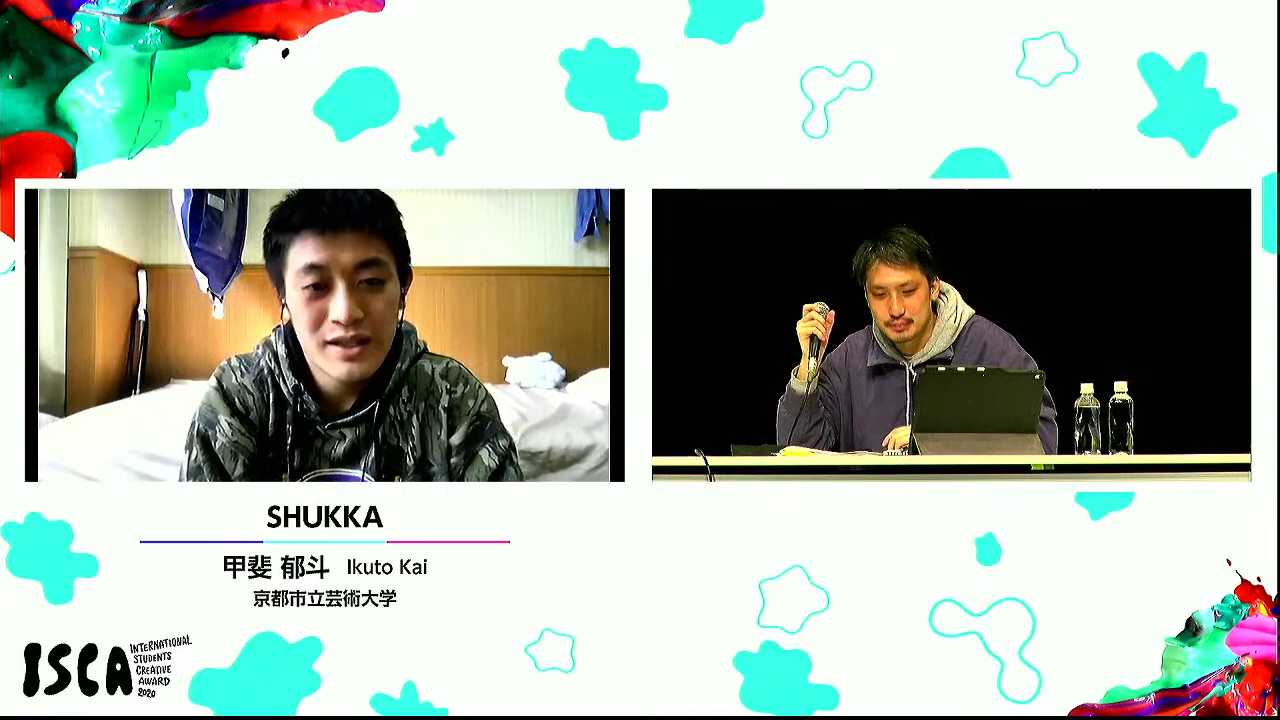 SHUKKA
甲斐 郁斗 Ikuto Kai
京都市立芸術大学
ISCA
INTERNATIONAL
STUDENTS
CREATIVE
AWARD
2020